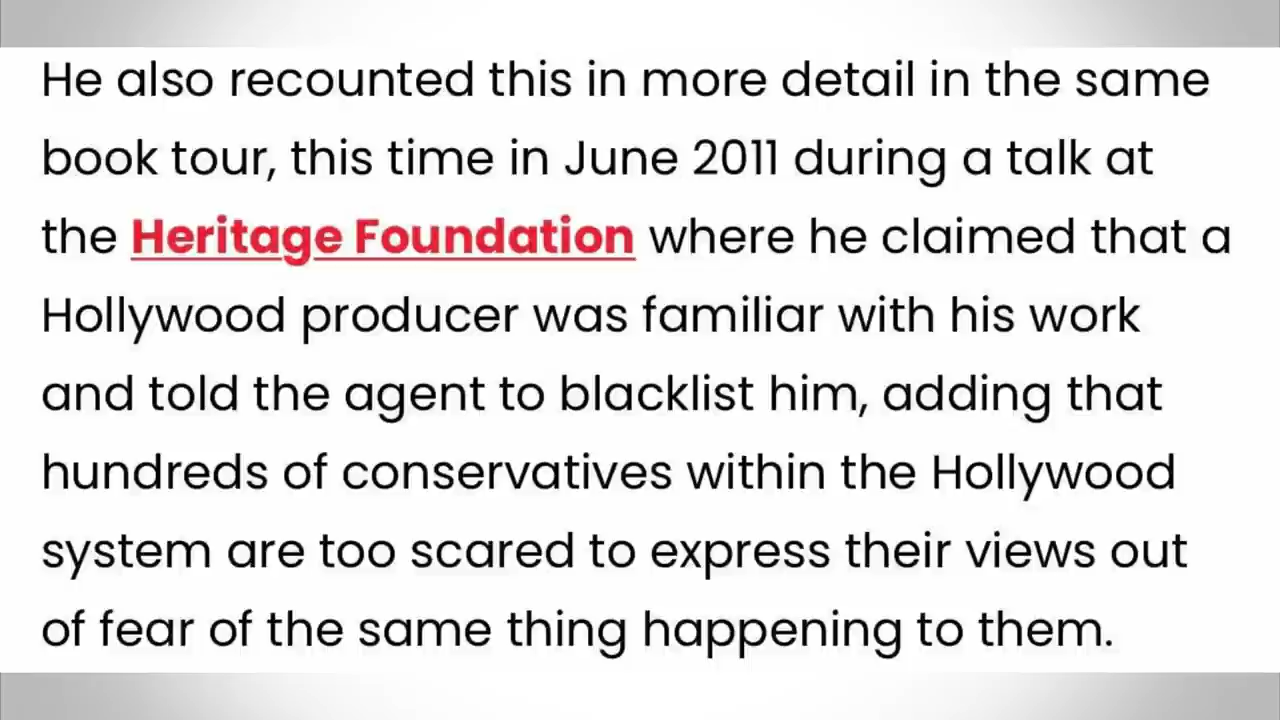 He also recounted this in more detail in the same
book tour, this time in June 2011 during a talk at
the Heritage Foundation where he claimed that a
Hollywood producer was familiar with his work
and told the agent to blacklist him, adding that
hundreds of conservatives within the Hollywood
system are too scared to express their views out
of fear of the same thing happening to them.